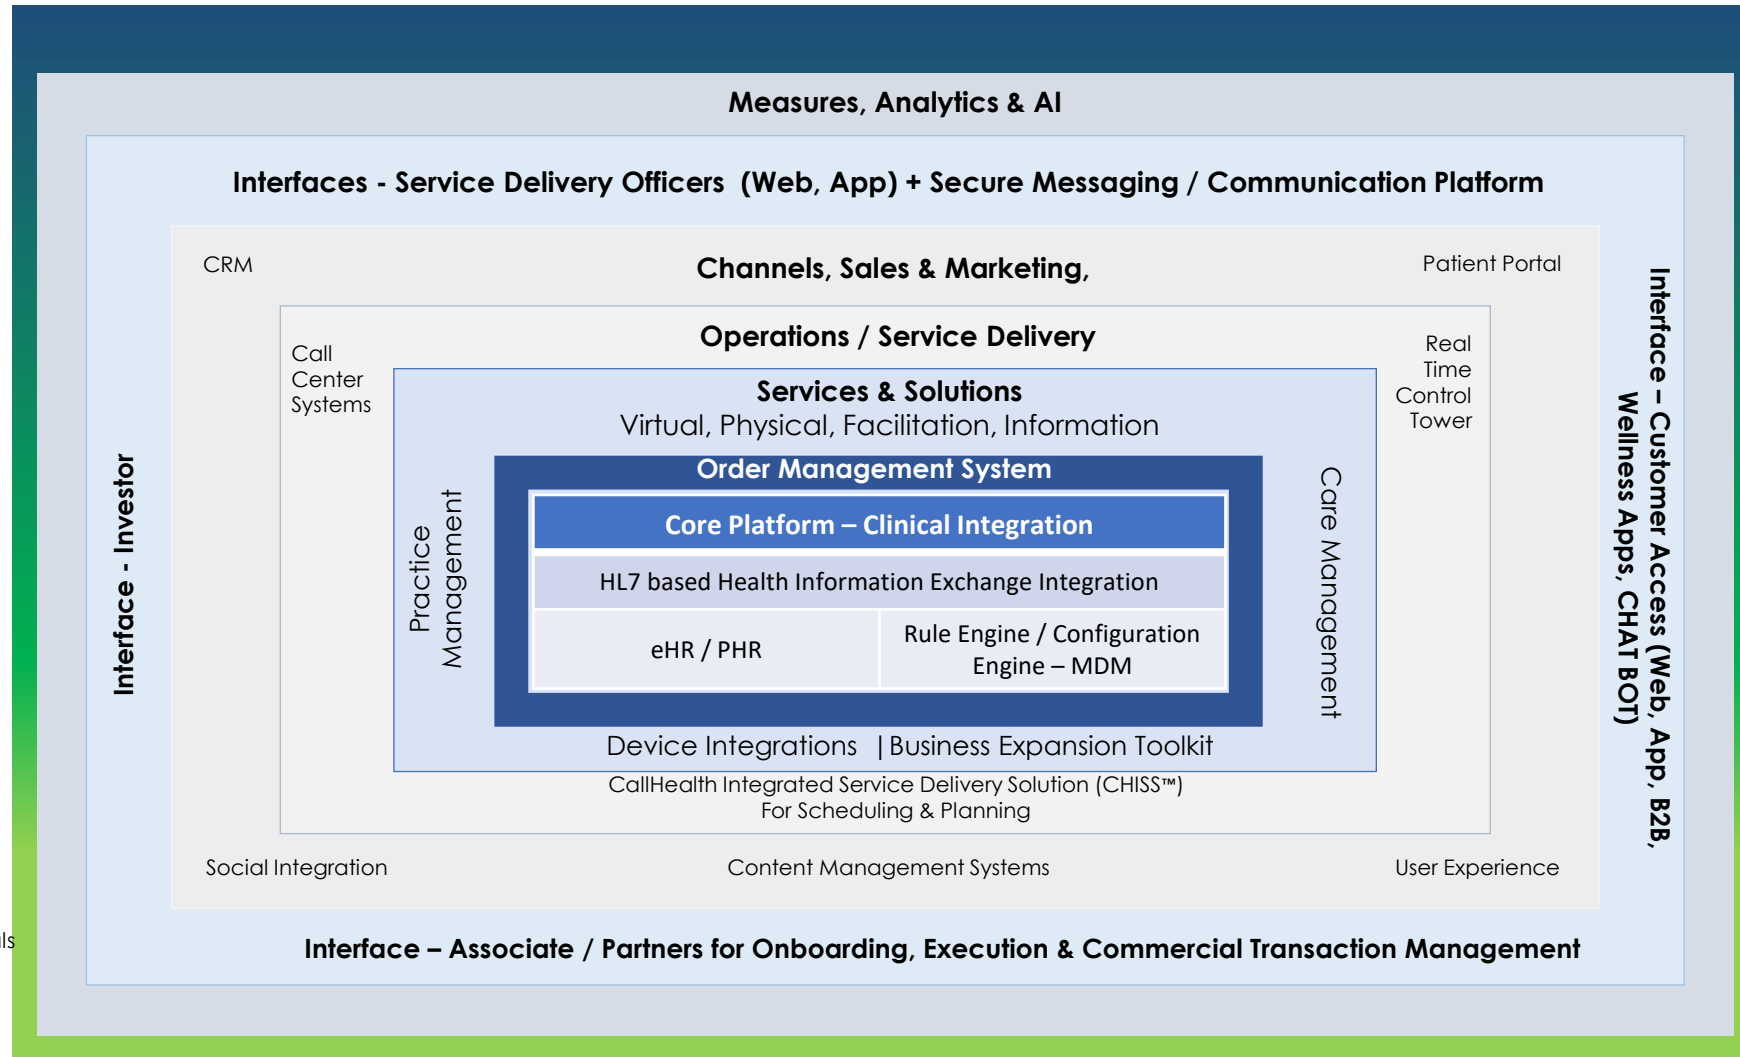 Measures, Analytics & AI
Interfaces - Service Delivery Officers (Web, App) + Secure Messaging / Communication Platform
CRM
Channels, Sales & Marketing,
Patient Portal
Operations / Service Delivery
Call
Center
Systems
Real
Time
Control
Tower
Services & Solutions
Virtual, Physical, Facilitation, Information
Order Management System
Core Platform – Clinical Integration
HL7 based Health Information Exchange Integration
eHR / PHR
Rule Engine / Configuration
Engine – MDM
Practice
Management
Care Management
Device Integrations | Business Expansion Toolkit
CallHealth Integrated Service Delivery Solution (CHISS™)
For Scheduling & Planning
Social Integration
Content Management Systems
User Experience
Interface - Investor
Interface – Customer Access (Web, App, B2B,
Wellness Apps, CHAT BOT)
Interface – Associate / Partners for Onboarding, Execution & Commercial Transaction Management